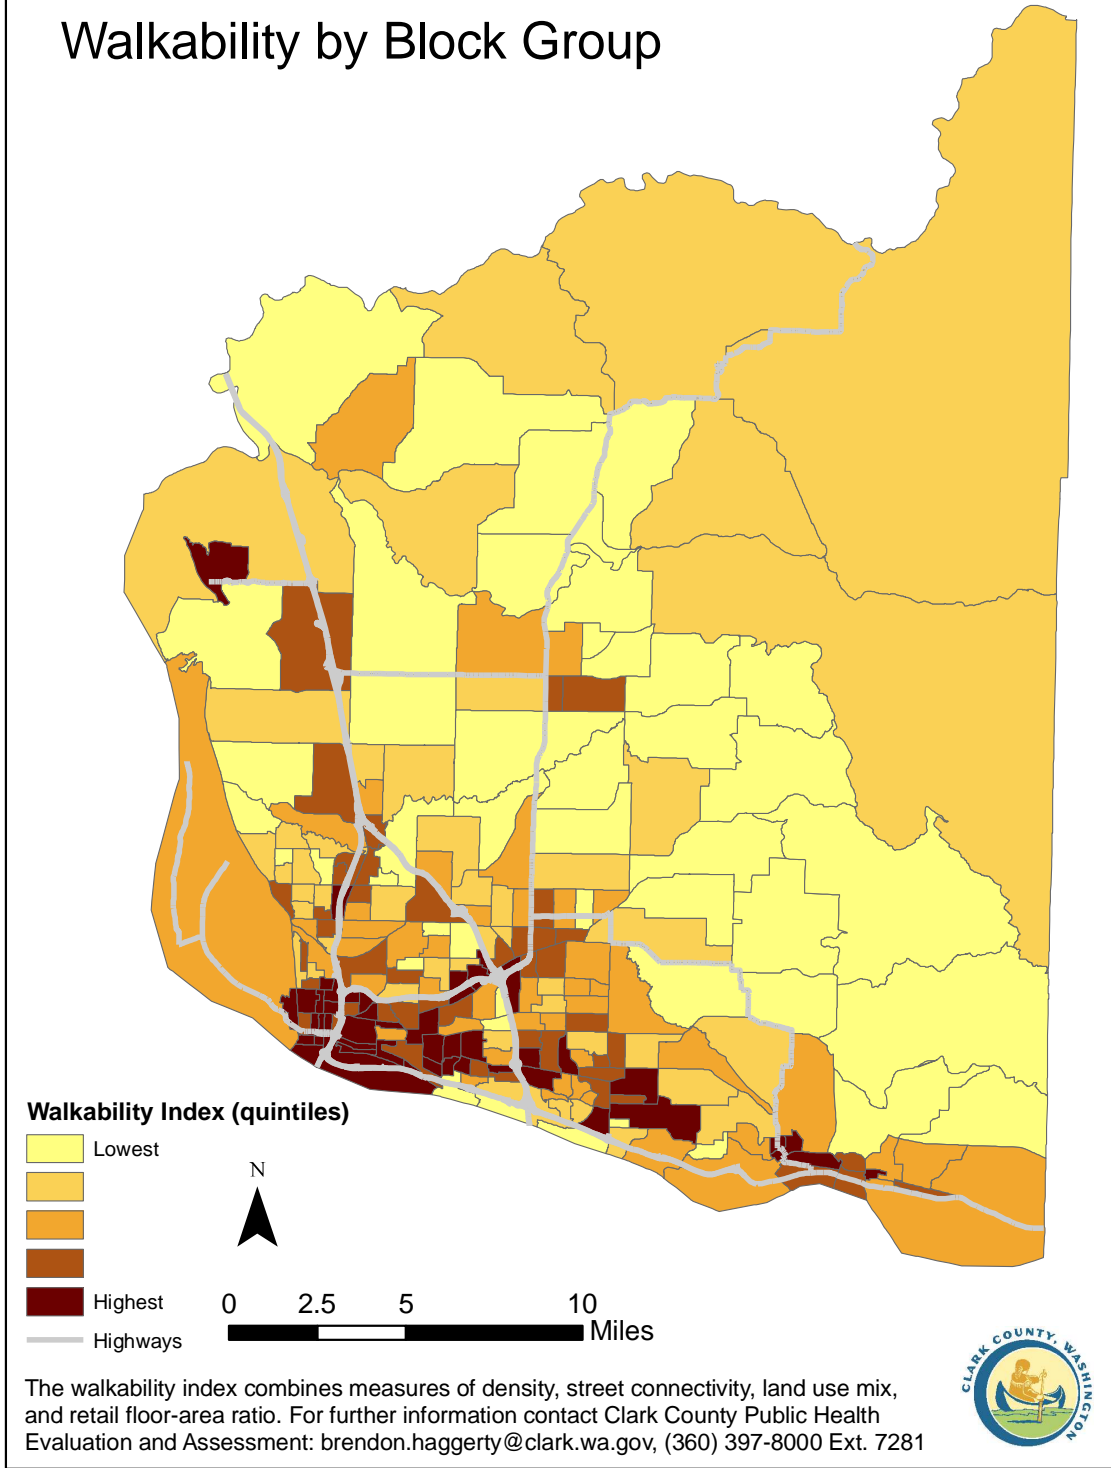 Walkability by Block Group
Walkability Index (quintiles)
Lowest
Highest
Highways
N
0 2.5 5 10
Miles
The walkability index combines measures of density, street connectivity, land use mix,
and retail floor-area ratio. For further information contact Clark County Public Health
Evaluation and Assessment: brendon.haggerty@clark.wa.gov, (360) 397-8000 Ext. 7281
CLARK COUNTY, WASHINGTON